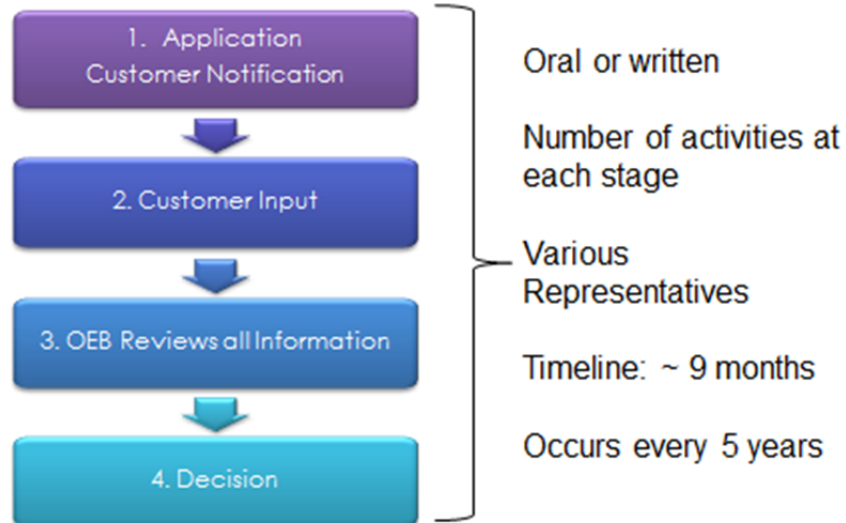 1. Application
Customer Notification
2. Customer Input
3. OEB Reviews all Information
4. Decision
Oral or written
Number of activities at
each stage
Various
Representatives
Timeline: ~ 9 months
Occurs every 5 years